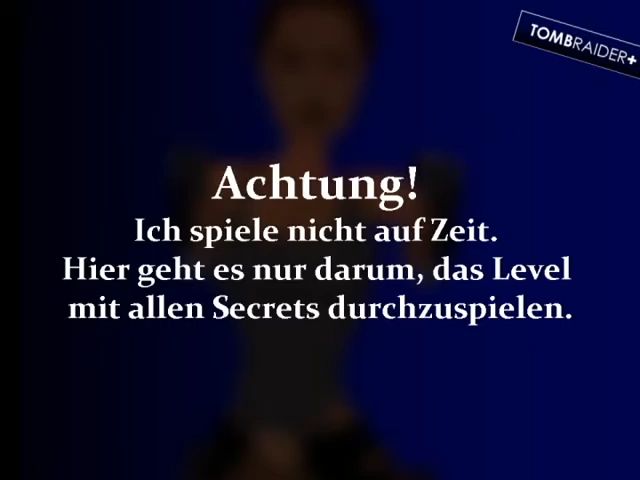 TOMBRAIDER+
Achtung!
Ich spiele nicht auf Zeit.
Hier geht es nur darum, das Level
mit allen Secrets durchzuspielen.